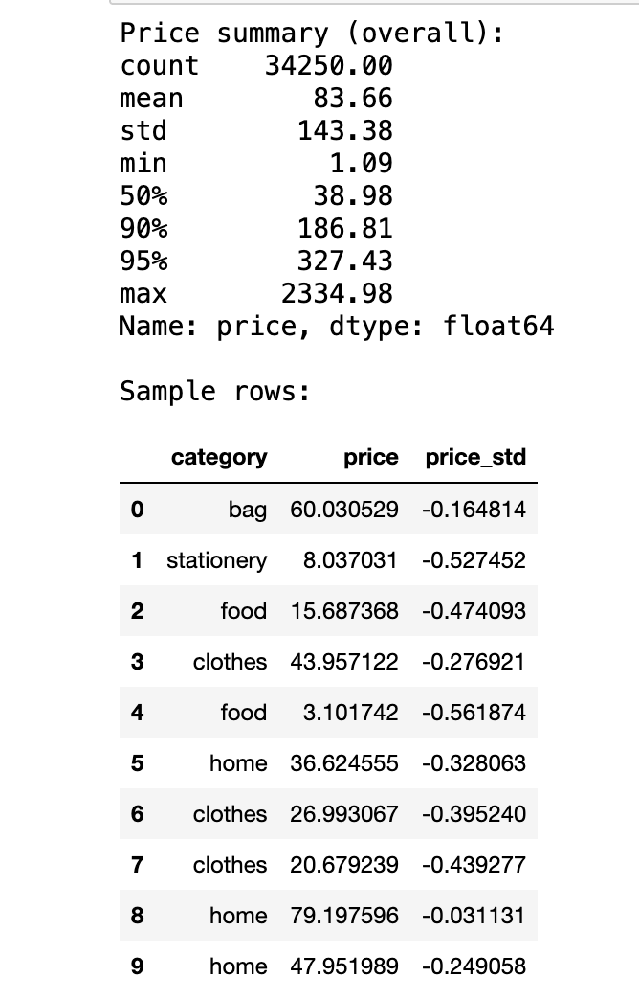 Price summary (overall):
count    34250.00
mean        83.66
std        143.38
min          1.09
50%         38.98
90%        186.81
95%        327.43
max       2334.98
Name: price, dtype: float64
Sample rows:
category price price_std
0 bag 60.030529 -0.164814
1 stationery 8.037031 -0.527452
2 food 15.687368 -0.474093
3 clothes 43.957122 -0.276921
4 food 3.101742 -0.561874
5 home 36.624555 -0.328063
6 clothes 26.993067 -0.395240
7 clothes 20.679239 -0.439277
8 home 79.197596 -0.031131
9 home 47.951989 -0.249058